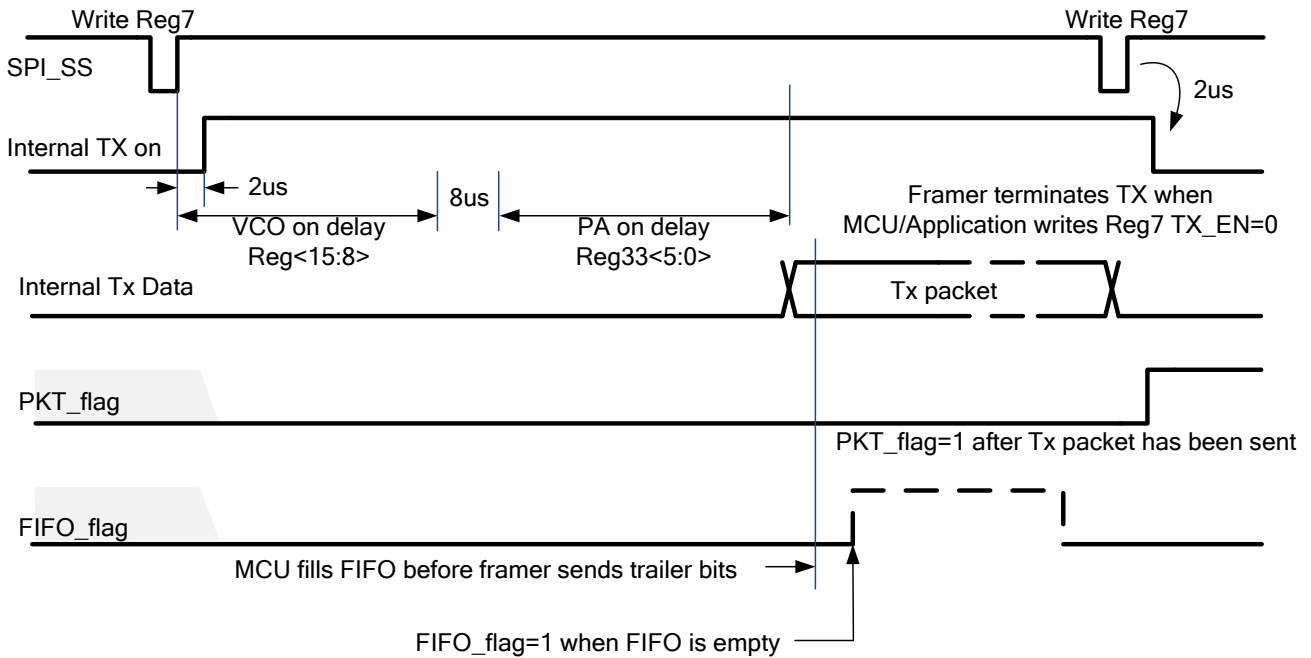 Write Reg7
Write Reg7
SPI_SS
2us
Internal TX on
2us
8us
VCO on delay
Reg<15:8>
PA on delay
Reg33<5:0>
Framer terminates TX when
MCU/Application writes Reg7 TX_EN=0
Internal Tx Data
Tx packet
PKT_flag
PKT_flag=1 after Tx packet has been sent
FIFO_flag
MCU fills FIFO before framer sends trailer bits
FIFO_flag=1 when FIFO is empty